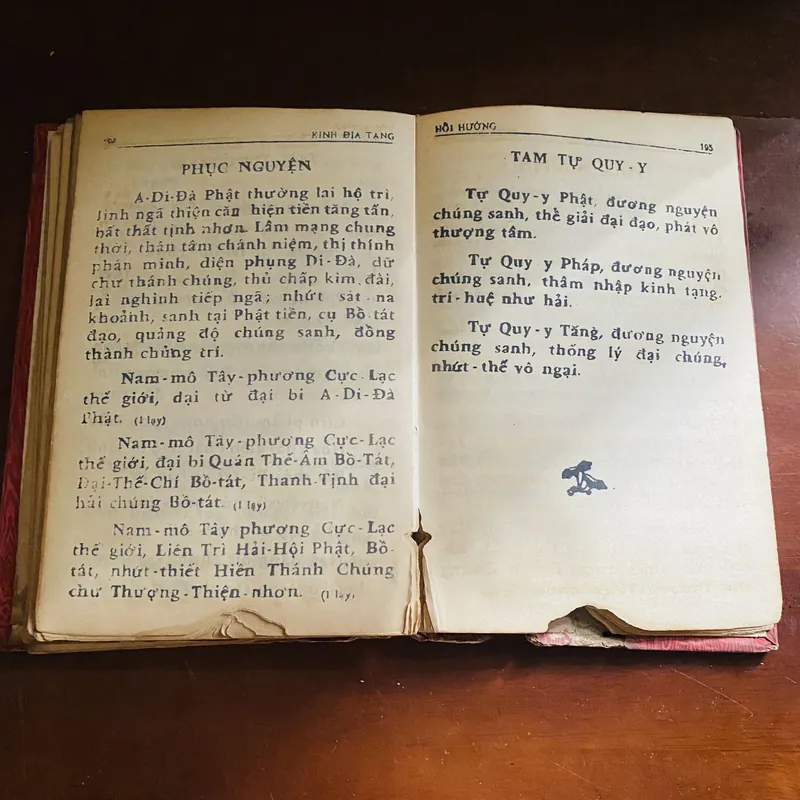 KINH ĐỊA TẠNG
PHỤC NGUYỆN
A-Di-Đà Phật thường lai hộ trì,
linh ngã thiện căn hiện tiền tăng tấn,
bất thất tịnh nhơn. Lâm mạng chung
thời, thân tâm chánh niệm, thị thính
phân minh, diện phụng Di-Đà, dữ
chư thánh chúng, thủ chấp kim đài,
lai nghinh tiếp ngã; nhứt sát-na
khoảnh, sanh tại Phật tiền, cụ Bồ-tát
đạo, quảng độ chúng sanh, đồng
thành chủng trí.
Nam-mô Tây-phương Cực-Lạc
thế giới, đại từ đại bi A-Di-Đà
Phật. (1 lạy)
Nam-mô Tây-phương Cực-Lạc
thế giới, đại bi Quán Thế-Âm Bồ-Tát,
Đại-Thế-Chí Bồ-tát, Thanh-Tịnh đại
hải chúng Bồ-tát. (1 lạy)
Nam-mô Tây phương Cực-Lạc
thế giới, Liên Trì Hải-Hội Phật, Bồ-
tát, nhứt-thiết Hiền Thánh Chúng
chư Thượng-Thiện-nhơn. (1 lạy)
HỒI HƯỚNG
195
TAM TỰ QUY-Y
Tự Quy-y Phật, đương nguyện
chúng sanh, thể giải đại đạo, phát vô
thượng tâm.
Tự Quy y Pháp, đương nguyện
chúng sanh, thâm nhập kinh tạng,
trí-huệ như hải.
Tự Quy-y Tăng, đương nguyện
chúng sanh, thống lý đại chúng,
nhứt-thế vô ngại.